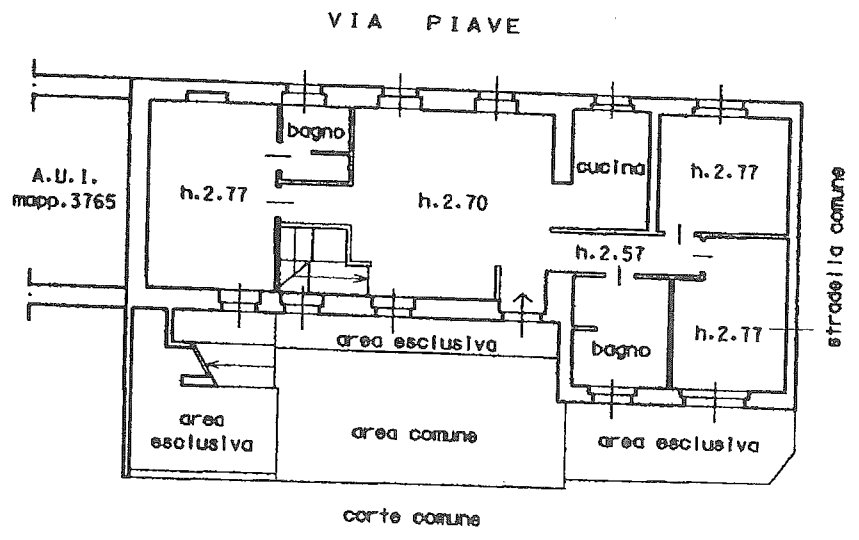 VIA PIAVE
bagno
A.U.I.
mapp.3765
h.2.77
h.2.70
cucina
h.2.77
stradella comune
h.2.57
h.2.77
bagno
area esclusiva
area
esclusiva
area comune
area esclusiva
corte comune